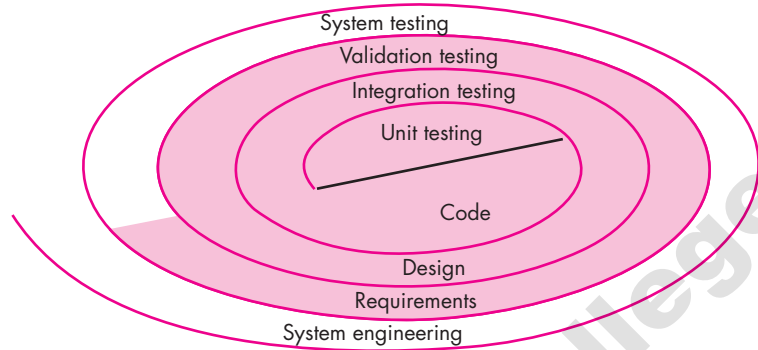 System testing
Validation testing
Integration testing
Unit testing
Code
Design
Requirements
System engineering